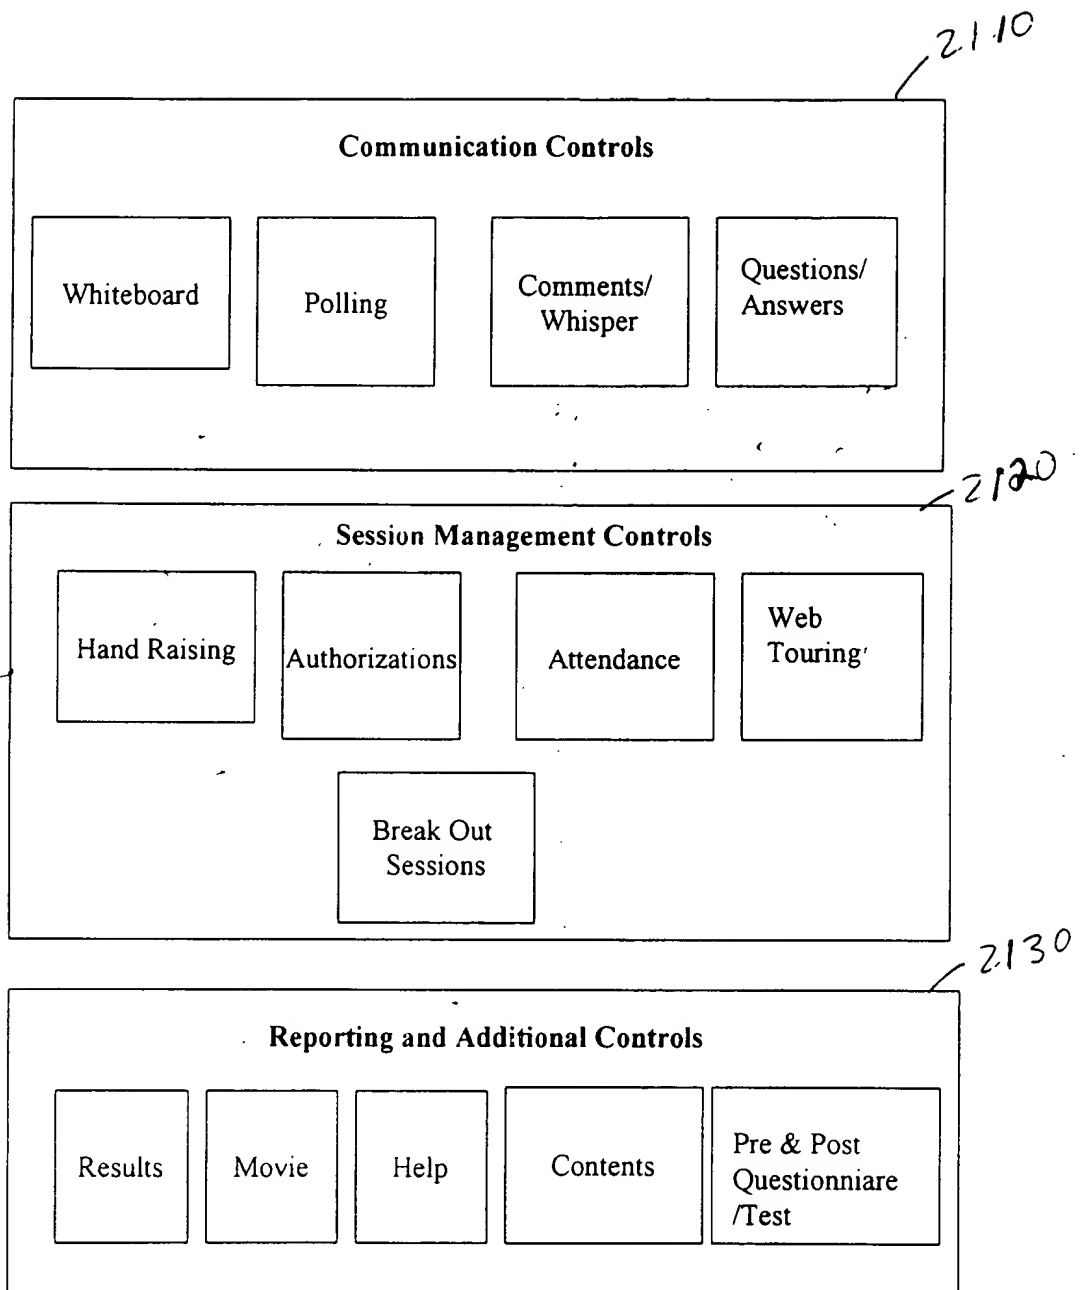 2110
Communication Controls
Whiteboard
Polling
Comments/
Whisper
Questions/
Answers
2120
Session Management Controls
Hand Raising
Authorizations
Attendance
Web
Touring
Break Out
Sessions
2130
Reporting and Additional Controls
Results
Movie
Help
Contents
Pre & Post
Questionniare
/Test